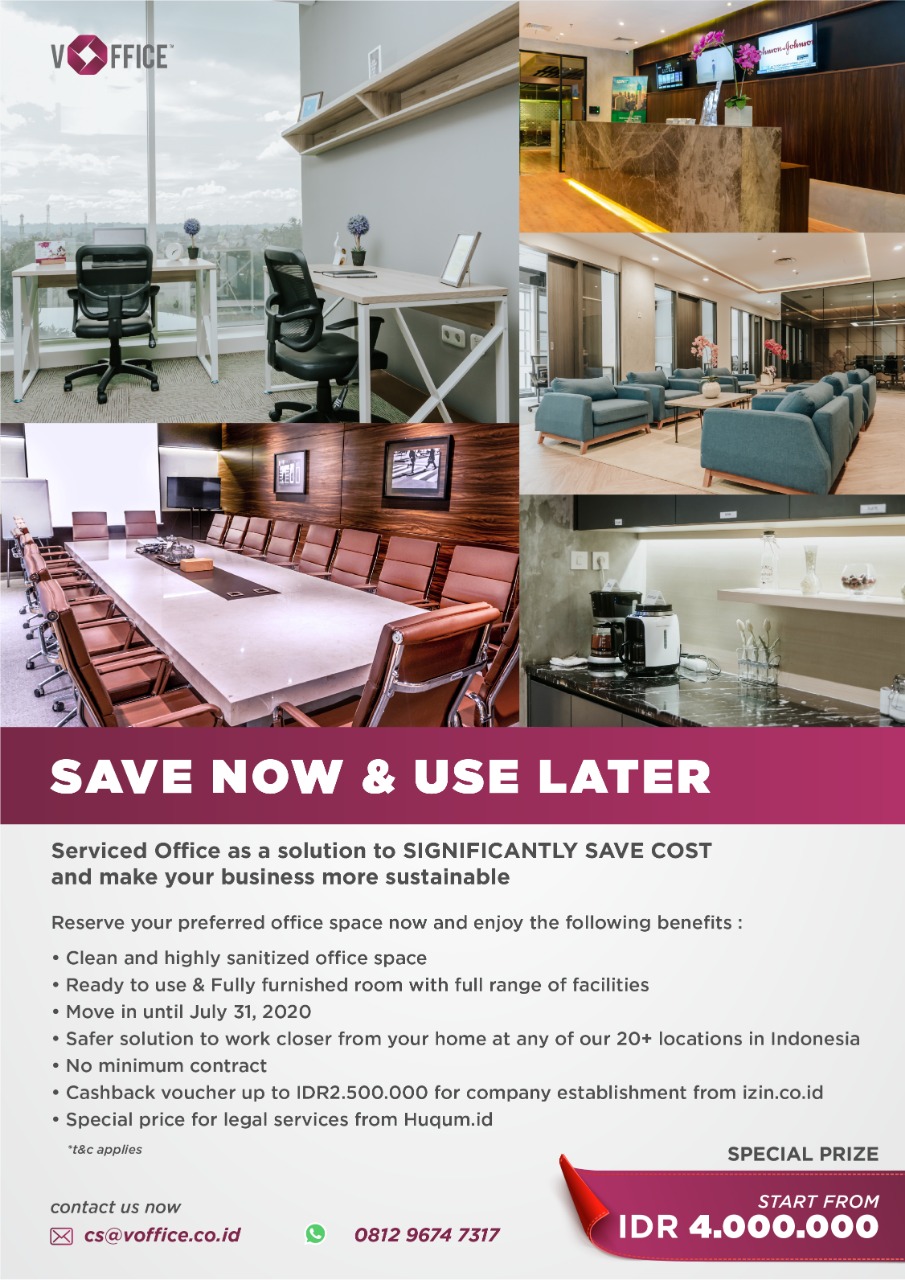 VOFFICE™
Johnson&Johnson
SAVE NOW & USE LATER
Serviced Office as a solution to SIGNIFICANTLY SAVE COST
and make your business more sustainable
Reserve your preferred office space now and enjoy the following benefits :
• Clean and highly sanitized office space
• Ready to use & Fully furnished room with full range of facilities
• Move in until July 31, 2020
• Safer solution to work closer from your home at any of our 20+ locations in Indonesia
• No minimum contract
• Cashback voucher up to IDR2.500.000 for company establishment from izin.co.id
• Special price for legal services from Huqum.id
*t&c applies
SPECIAL PRIZE
START FROM
IDR 4.000.000
contact us now
cs@voffice.co.id
0812 9674 7317